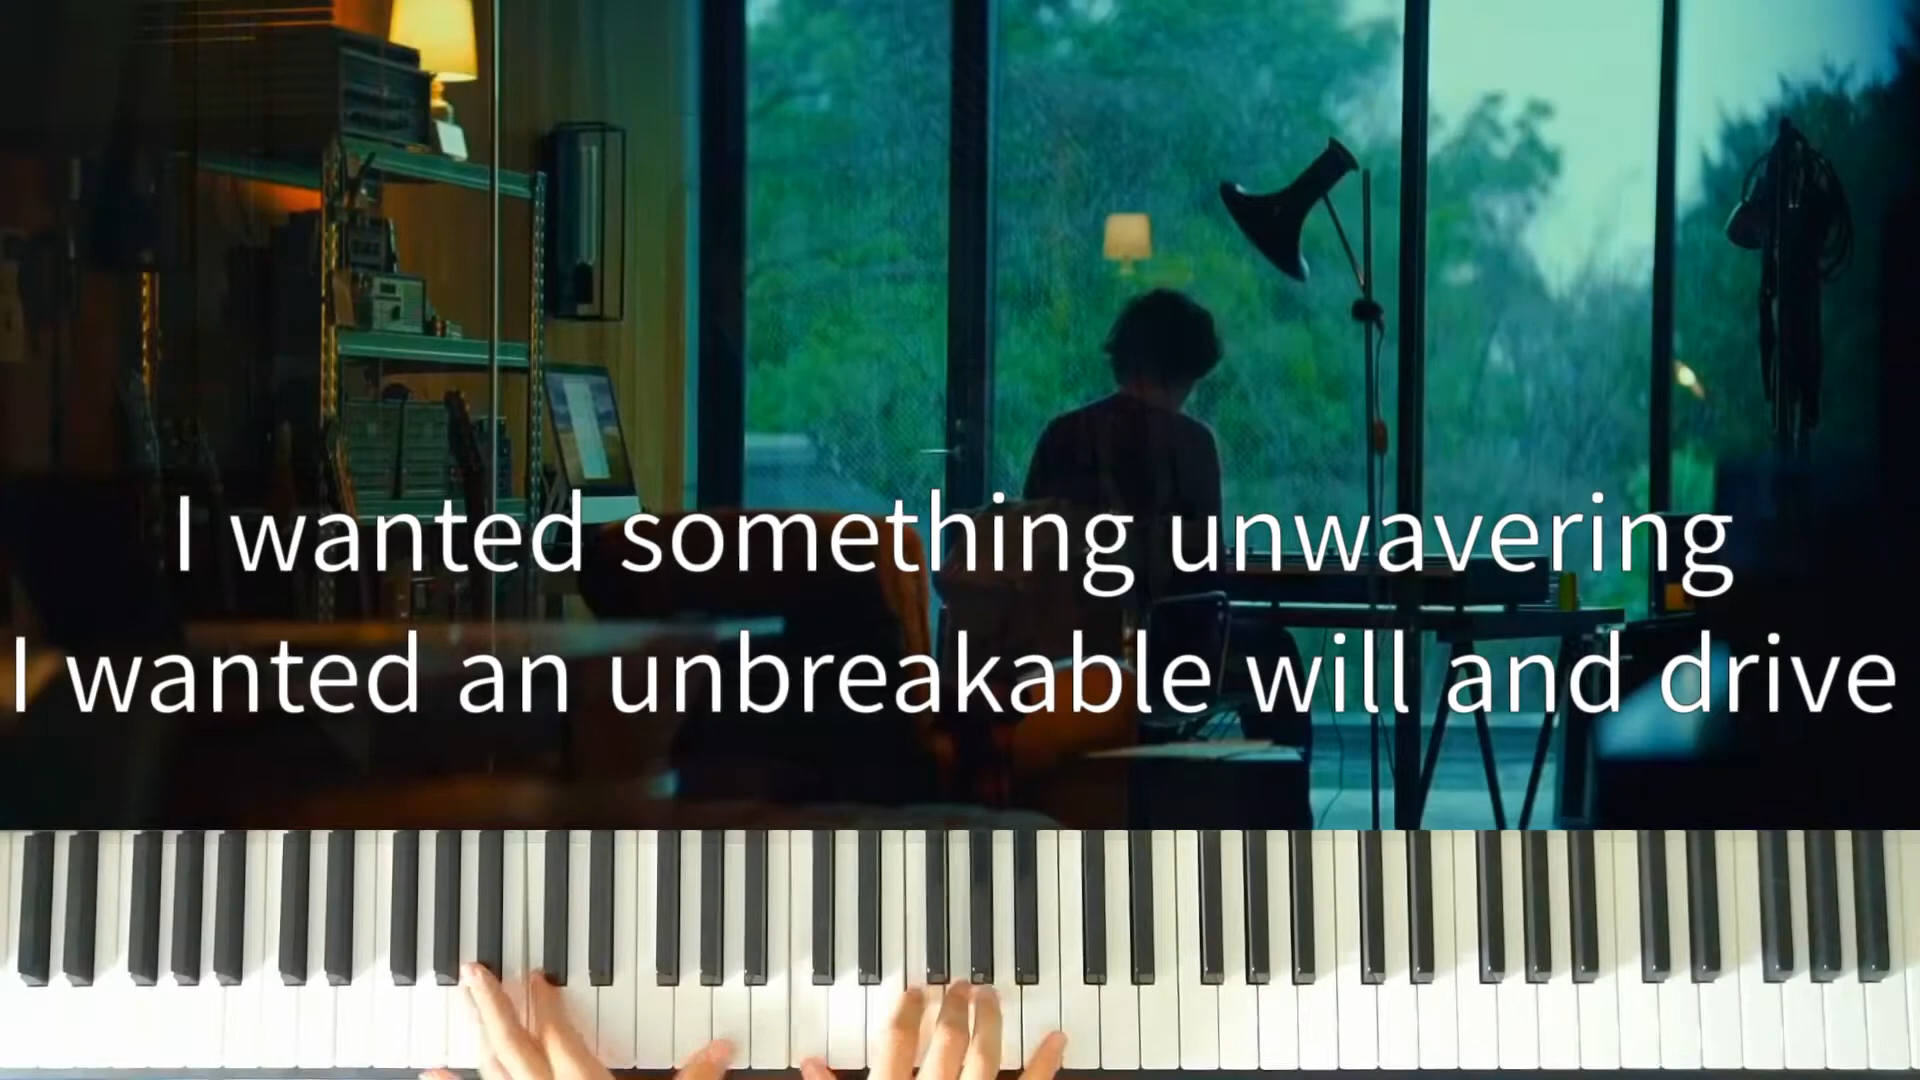 I wanted something unwavering
I wanted an unbreakable will and drive